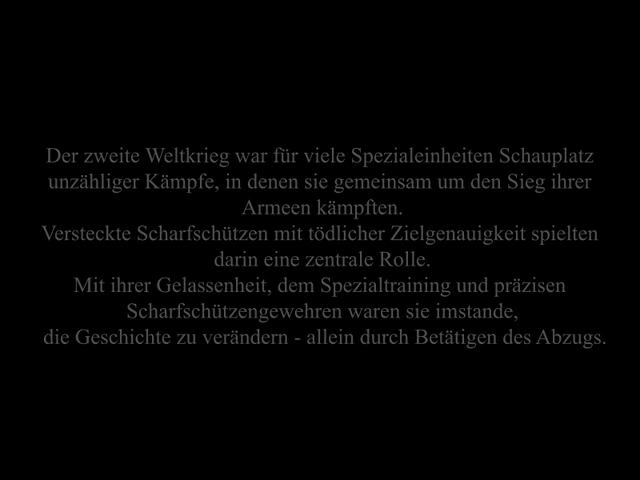 Der zweite Weltkrieg war für viele Spezialeinheiten Schauplatz
unzähliger Kämpfe, in denen sie gemeinsam um den Sieg ihrer
Armeen kämpften.
Versteckte Scharfschützen mit tödlicher Zielgenauigkeit spielten
darin eine zentrale Rolle.
Mit ihrer Gelassenheit, dem Spezialtraining und präzisen
Scharfschützengewehren waren sie imstande,
die Geschichte zu verändern - allein durch Betätigen des Abzugs.